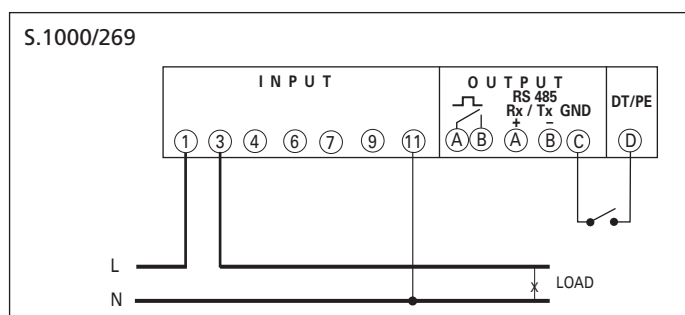 S.1000/269
INPUT
OUTPUT
RS 485
Rx / Tx GND
+ −
DT/PE
1 3 4 6 7 9 11 A B A B C D
L
x LOAD
N